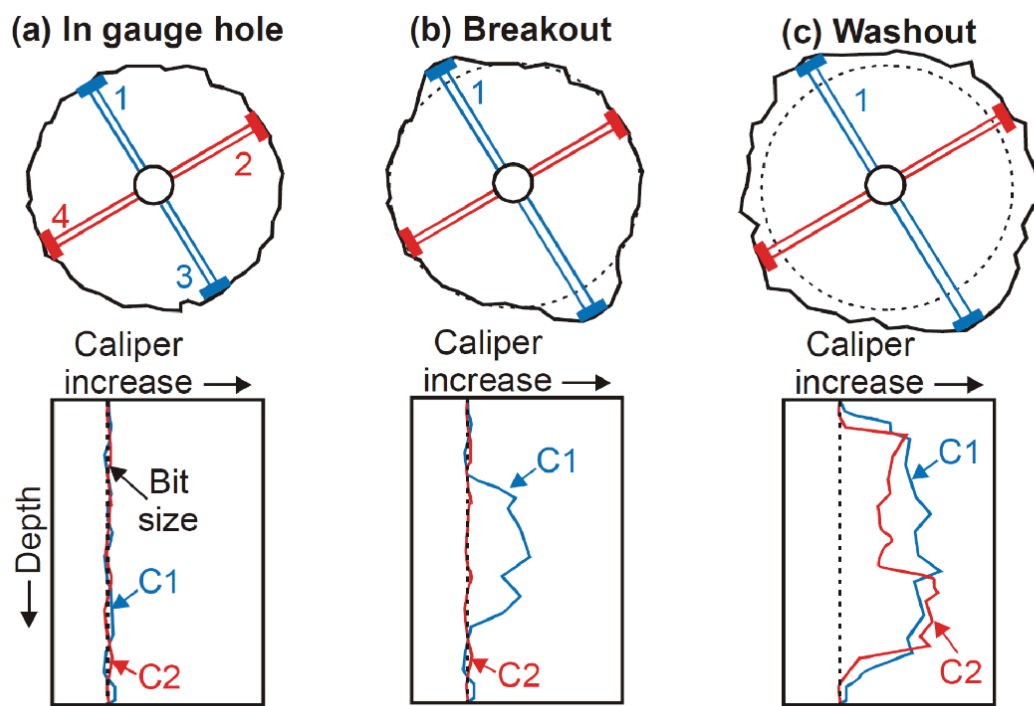 (a) In gauge hole
1
2
4
3
Caliper
increase
Bit
size
C1
C2
Depth
(b) Breakout
1
Caliper
increase
C1
C2
(c) Washout
1
Caliper
increase
C1
C2